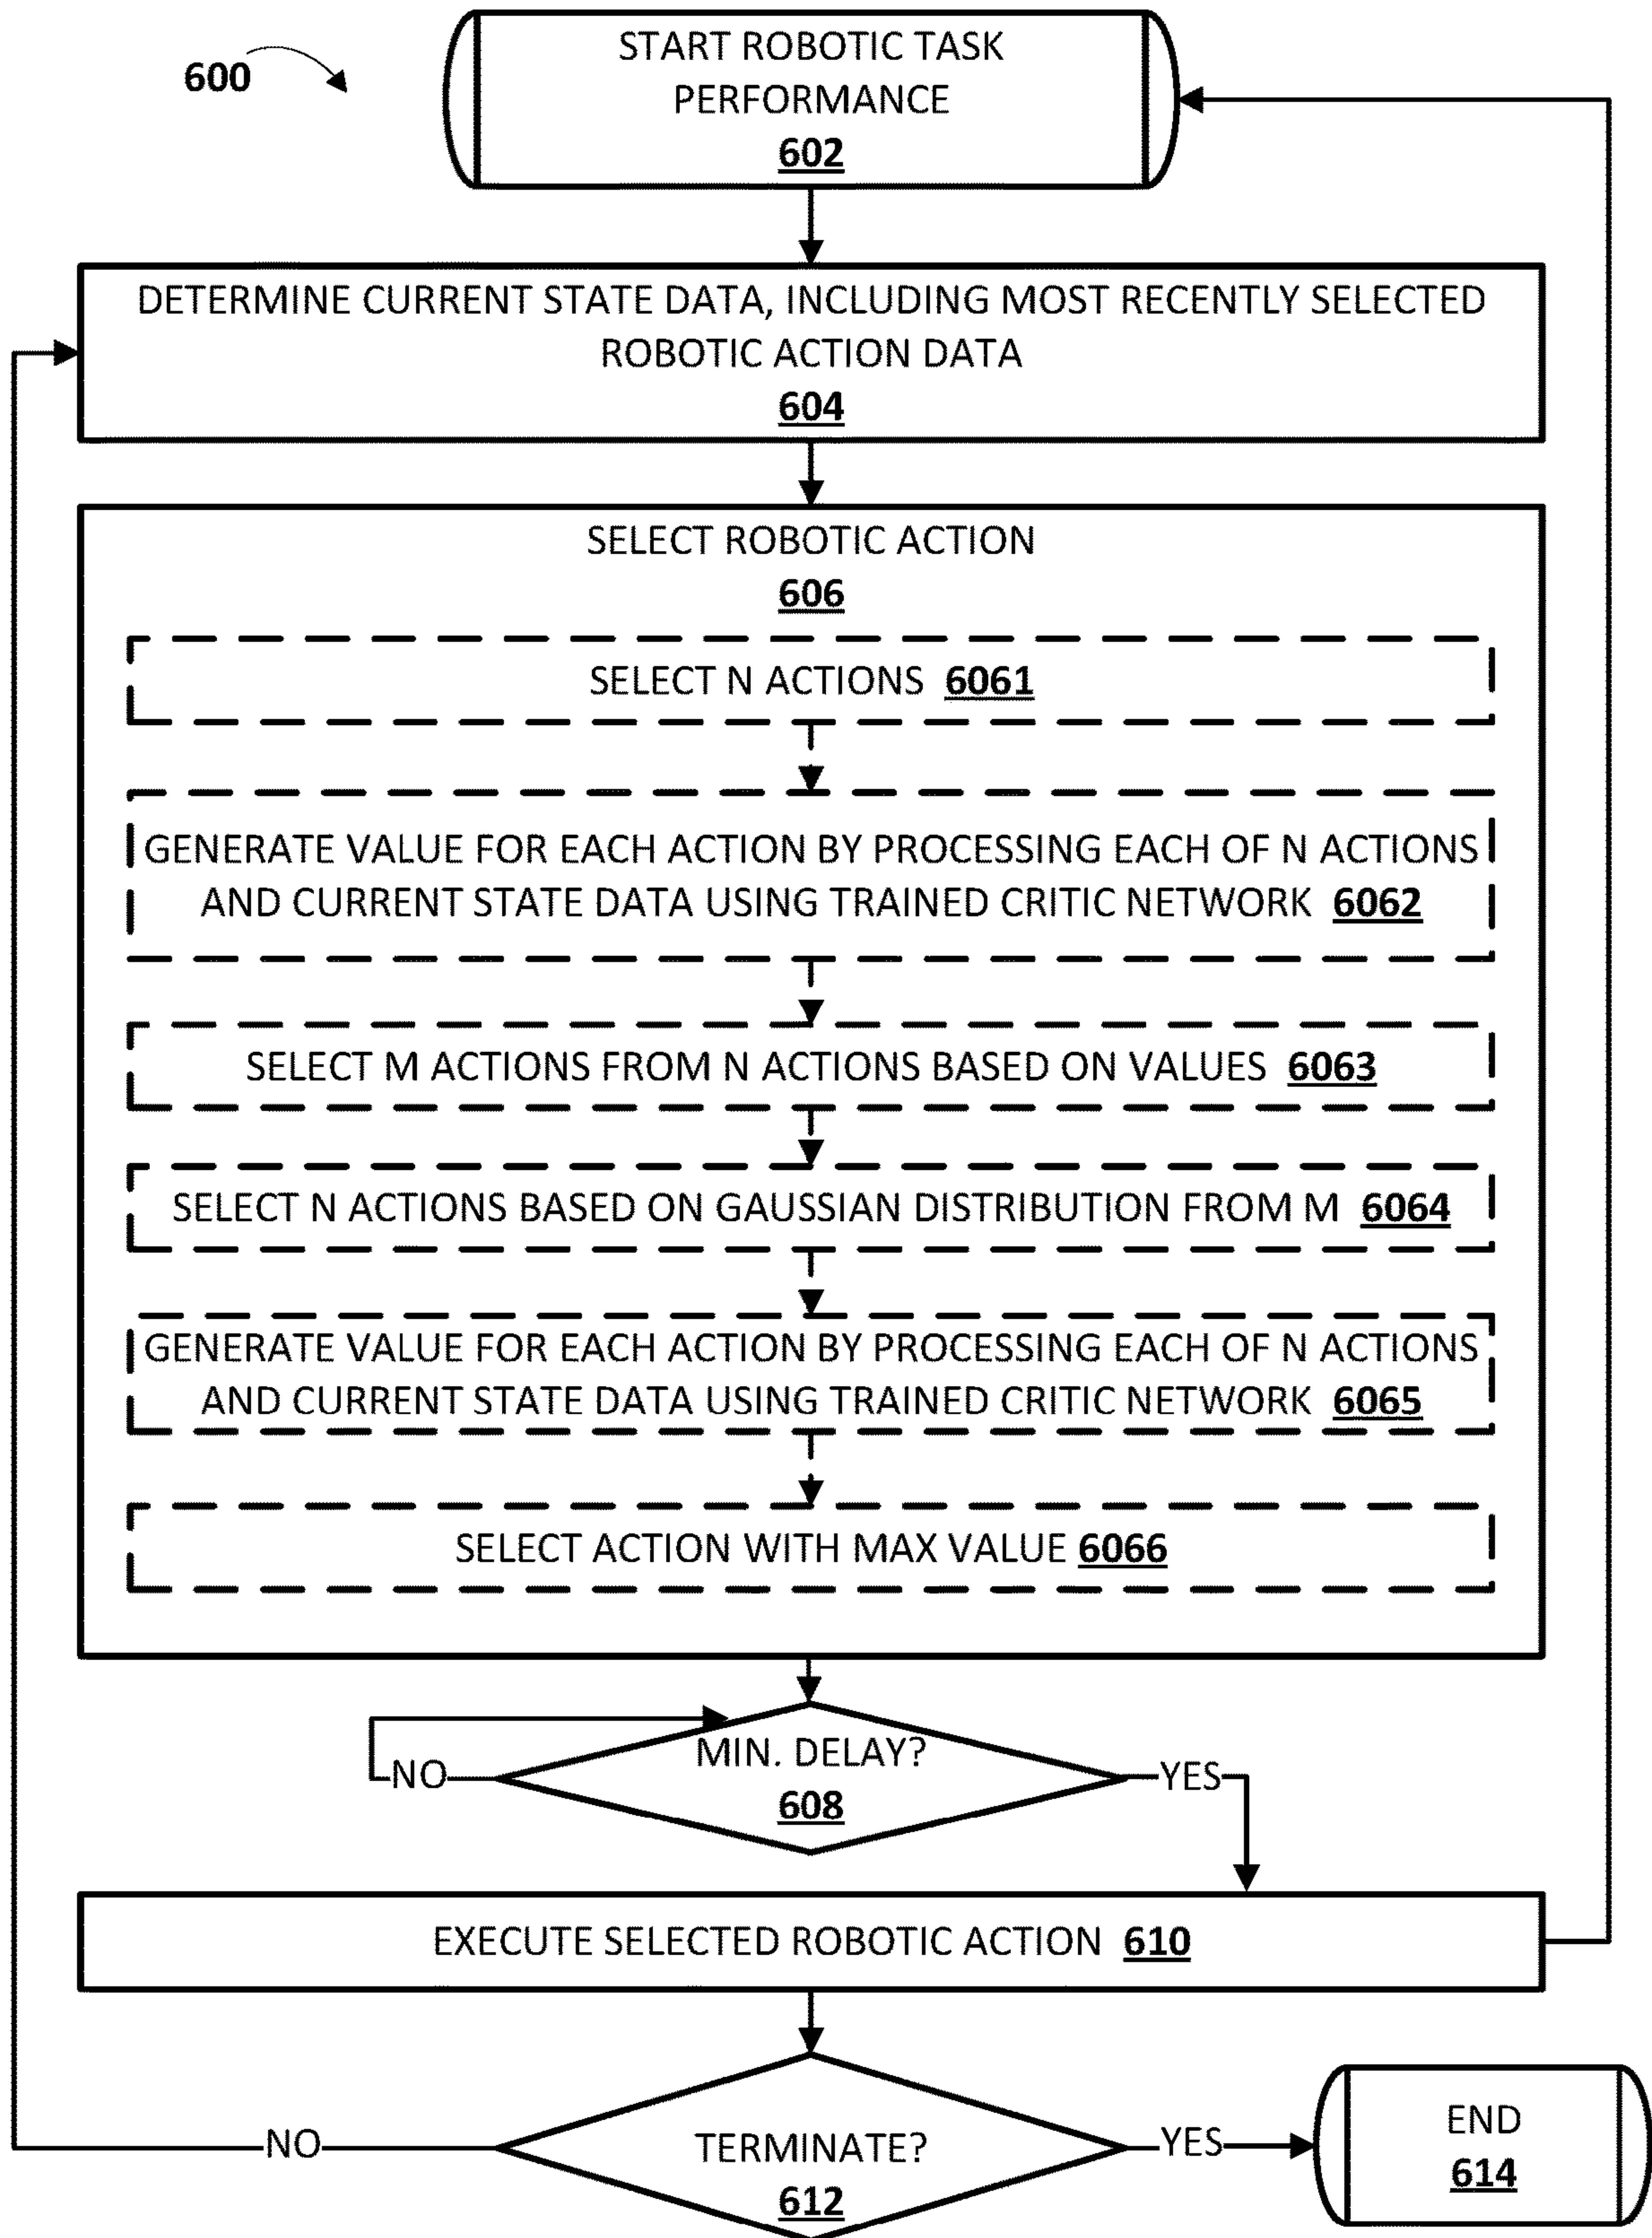 600
START ROBOTIC TASK
PERFORMANCE
602
DETERMINE CURRENT STATE DATA, INCLUDING MOST RECENTLY SELECTED
ROBOTIC ACTION DATA
604
SELECT ROBOTIC ACTION
606
SELECT N ACTIONS 6061
GENERATE VALUE FOR EACH ACTION BY PROCESSING EACH OF N ACTIONS
AND CURRENT STATE DATA USING TRAINED CRITIC NETWORK 6062
SELECT M ACTIONS FROM N ACTIONS BASED ON VALUES 6063
SELECT N ACTIONS BASED ON GAUSSIAN DISTRIBUTION FROM M 6064
GENERATE VALUE FOR EACH ACTION BY PROCESSING EACH OF N ACTIONS
AND CURRENT STATE DATA USING TRAINED CRITIC NETWORK 6065
SELECT ACTION WITH MAX VALUE 6066
MIN. DELAY?
NO
YES
608
EXECUTE SELECTED ROBOTIC ACTION 610
NO
TERMINATE?
YES
612
END
614